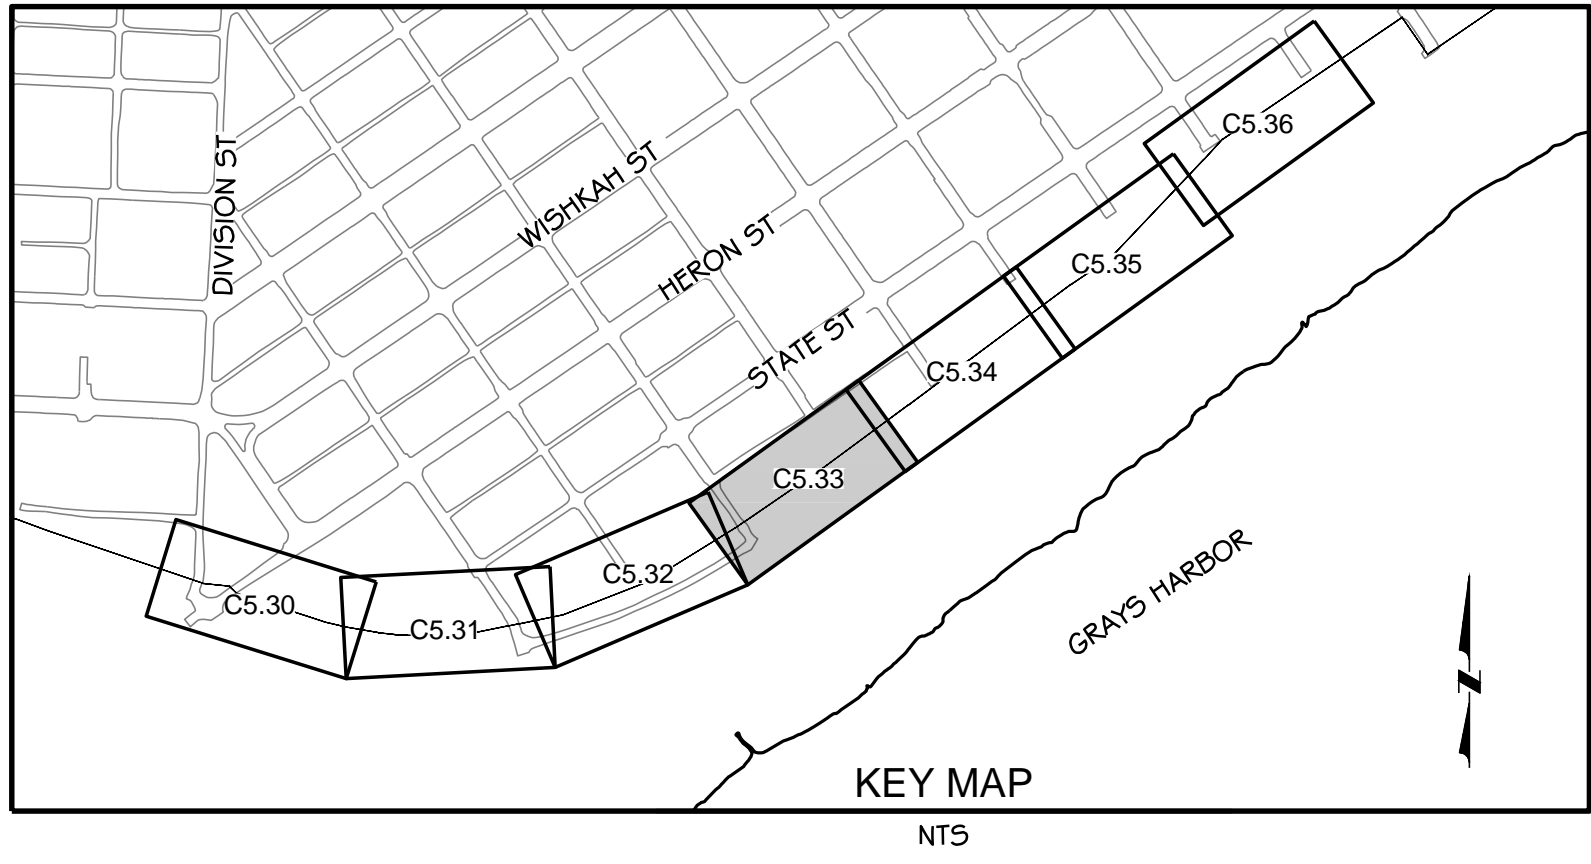 C5.36
DIVISION ST
WISHKAH ST
HERON ST
C5.35
STATE ST
C5.34
C5.33
C5.32
C5.30
C5.31
GRAYS HARBOR
N
KEY MAP
NTS